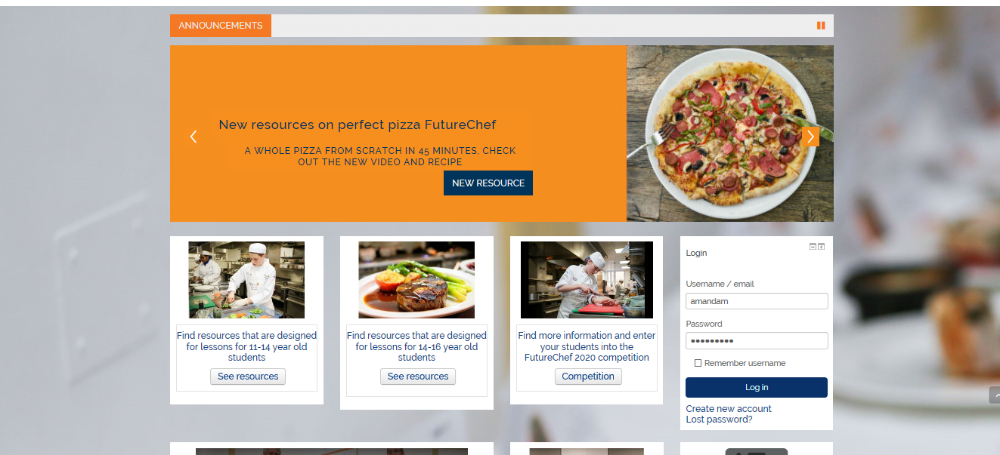 ANNOUNCEMENTS
New resources on perfect pizza FutureChef
A WHOLE PIZZA FROM SCRATCH IN 45 MINUTES, CHECK
OUT THE NEW VIDEO AND RECIPE
NEW RESOURCE
Find resources that are designed
for lessons for 11-14 year old
students
See resources
Find resources that are designed
for lessons for 14-16 year old
students
See resources
Find more information and enter
your students into the
FutureChef 2020 competition
Competition
Login
Username / email
amandam
Password
•••••••••
Remember username
Log in
Create new account
Lost password?